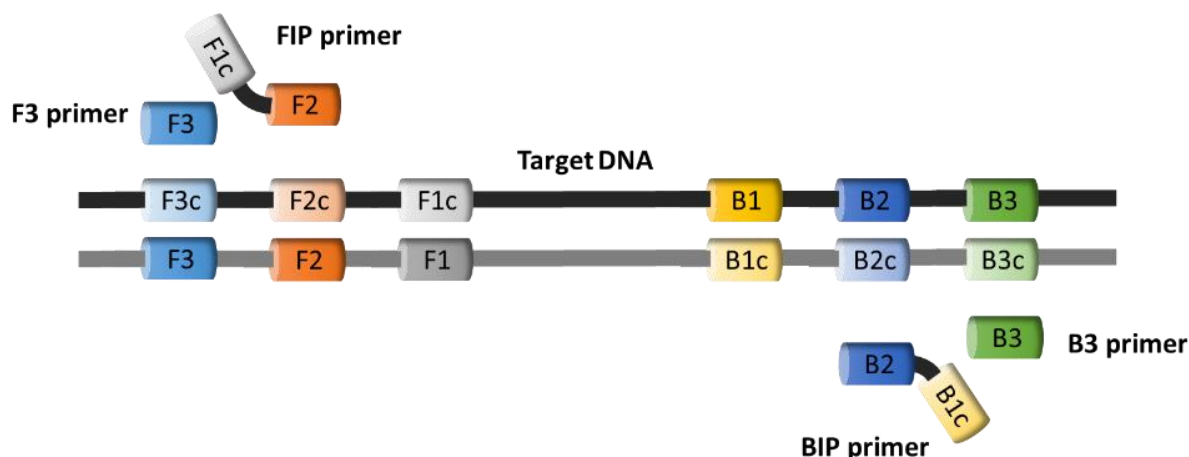 FIP primer
F1c
F2
F3 primer
F3
Target DNA
F3c F2c F1c B1 B2 B3
F3 F2 F1 B1c B2c B3c
B3
B3 primer
B2
B1c
BIP primer